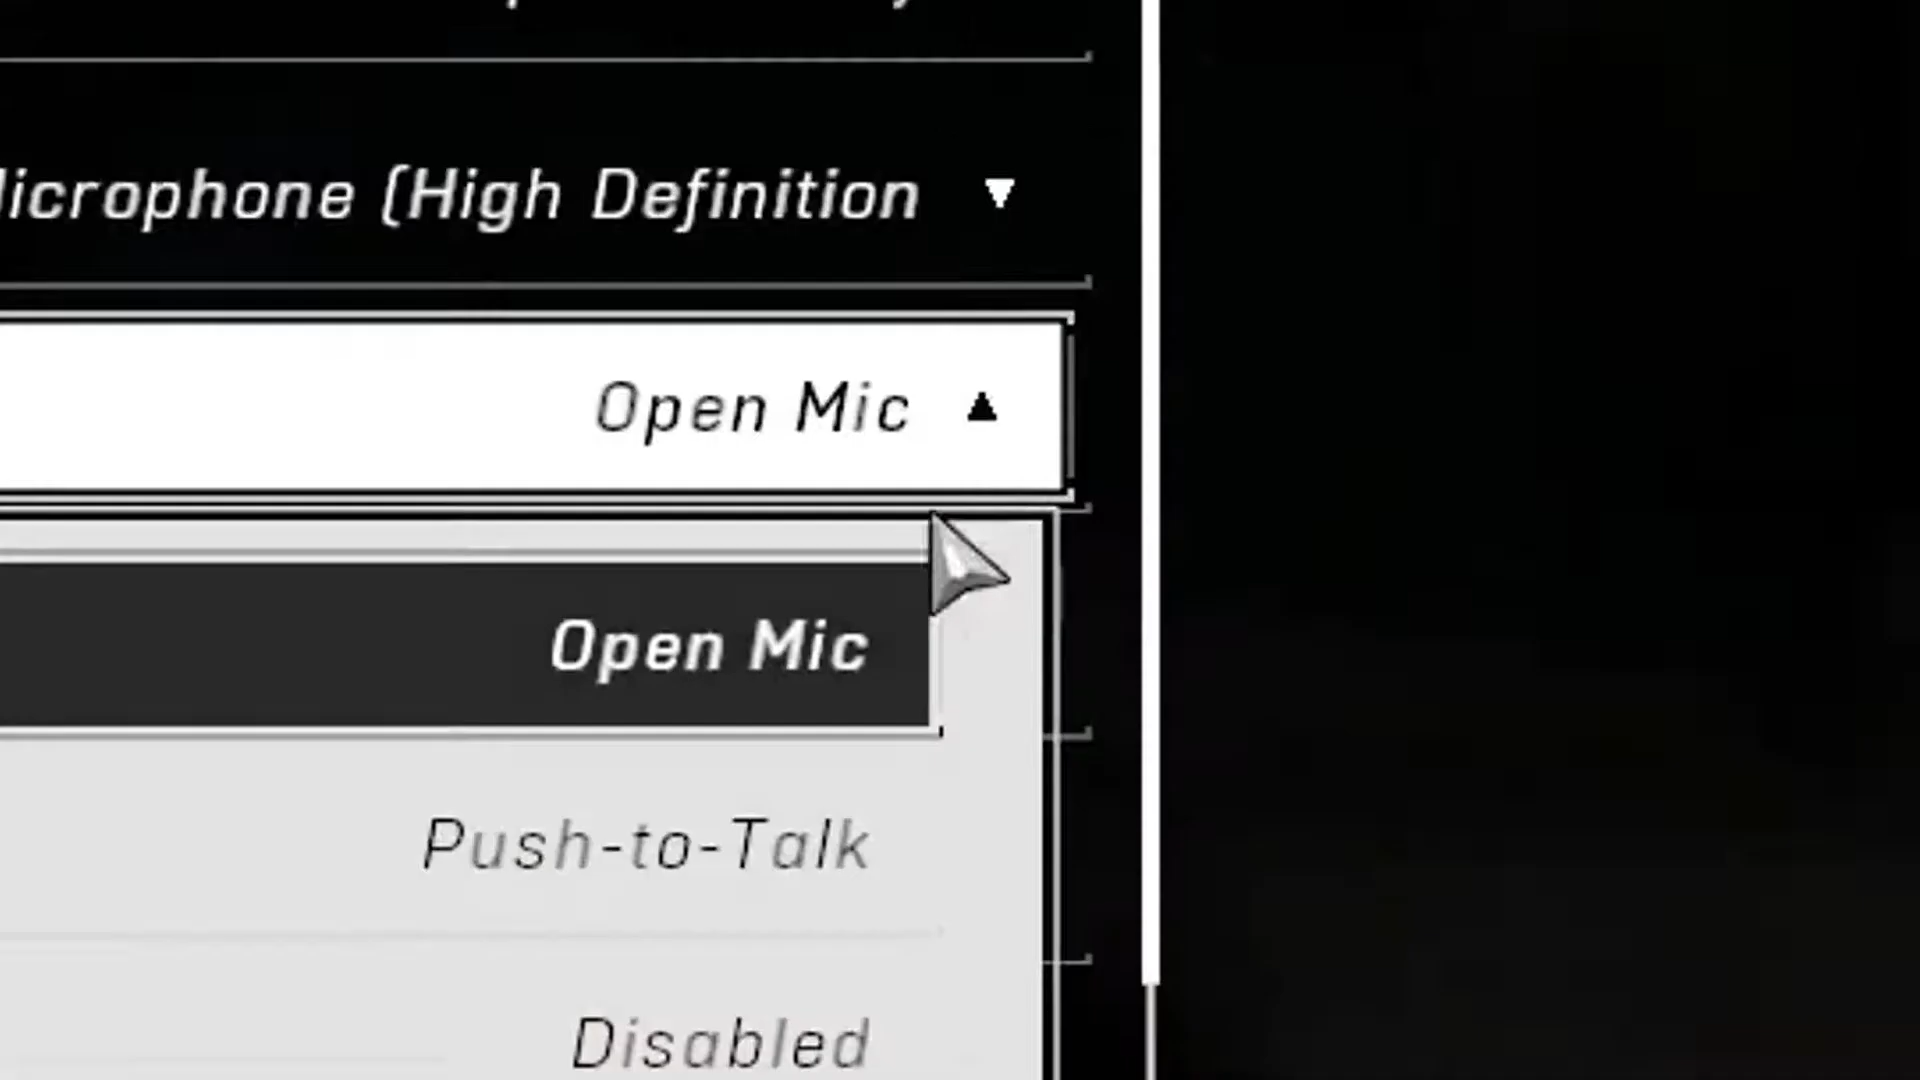 Microphone (High Definition
Open Mic
Open Mic
Push-to-Talk
Disabled